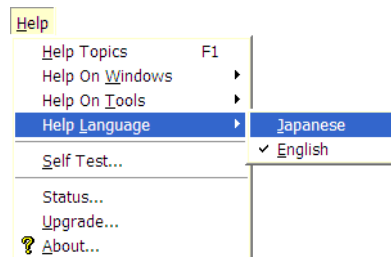 Help
Help Topics F1
Help On Windows
Help On Tools
Help Language
Japanese
English
Self Test...
Status...
Upgrade...
About...